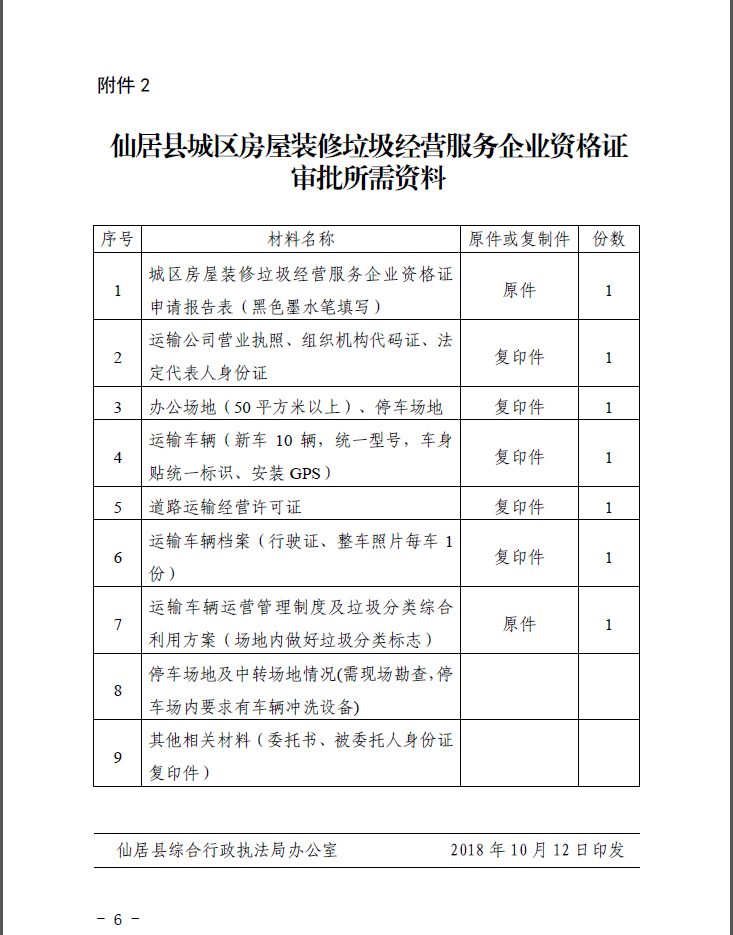 附件 2
仙居县城区房屋装修垃圾经营服务企业资格证
审批所需资料
序号 材料名称 原件或复制件 份数
1 城区房屋装修垃圾经营服务企业资格证
申请报告表（黑色墨水笔填写） 原件 1
2 运输公司营业执照、组织机构代码证、法
定代表人身份证 复印件 1
3 办公场地（50 平方米以上）、停车场地 复印件 1
4 运输车辆（新车 10 辆，统一型号，车身
贴统一标识、安装 GPS） 复印件 1
5 道路运输经营许可证 复印件 1
6 运输车辆档案（行驶证、整车照片每车 1
份） 复印件 1
7 运输车辆运营管理制度及垃圾分类综合
利用方案（场地内做好垃圾分类标志） 原件 1
8 停车场地及中转场地情况(需现场勘查,停
车场内要求有车辆冲洗设备)
9 其他相关材料（委托书、被委托人身份证
复印件）
仙居县综合行政执法局办公室 2018 年 10 月 12 日印发
- 6 -